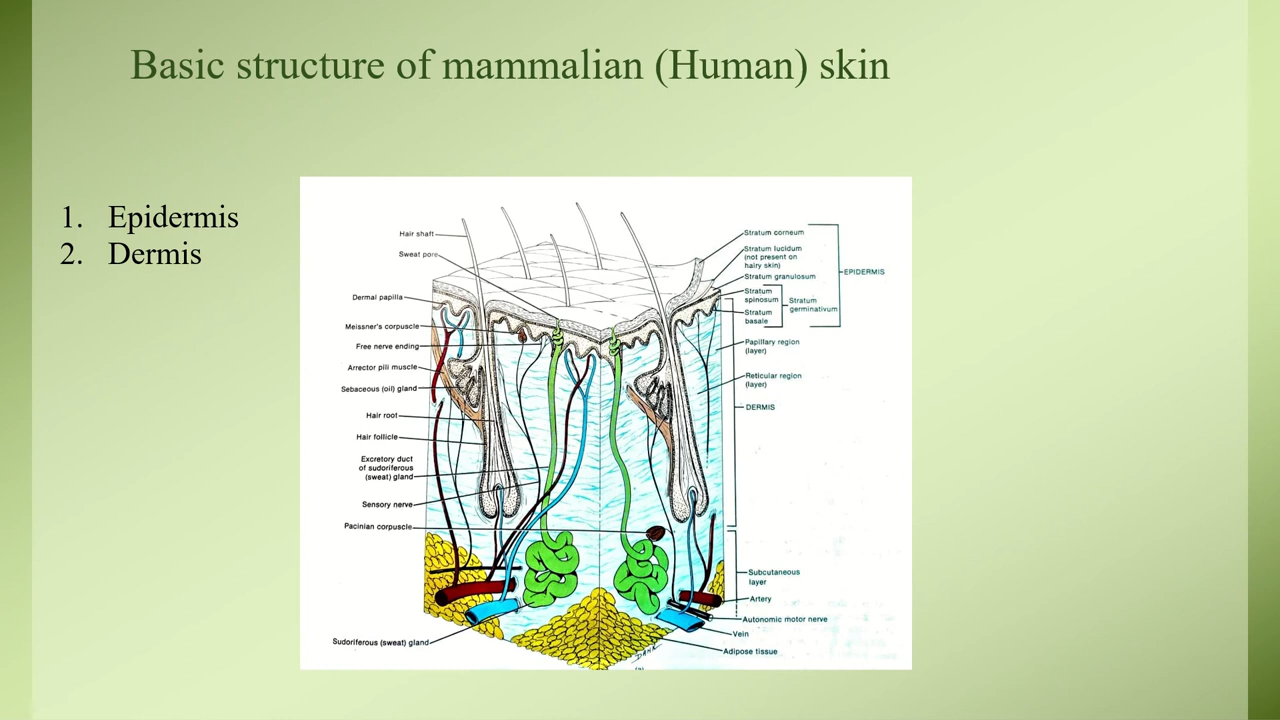 Basic structure of mammalian (Human) skin
1. Epidermis
2. Dermis
Hair shaft
Sweat pore
Dermal papilla
Meissner's corpuscle
Free nerve ending
Arrector pili muscle
Sebaceous (oil) gland
Hair root
Hair follicle
Excretory duct
of sudoriferous
(sweat) gland
Sensory nerve
Pacinian corpuscle
Sudoriferous (sweat) gland
Stratum corneum
Stratum lucidum
(not present on
hairy skin)
Stratum granulosum
Stratum
spinosum
Stratum
basale
Stratum
germinativum
EPIDERMIS
Papillary region
(layer)
Reticular region
(layer)
DERMIS
Subcutaneous
layer
Artery
Autonomic motor nerve
Vein
Adipose tissue